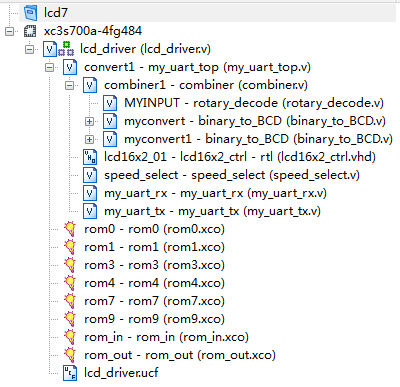 lcd7
xc3s700a-4fg484
lcd_driver (lcd_driver.v)
convert1 - my_uart_top (my_uart_top.v)
combiner1 - combiner (combiner.v)
MYINPUT - rotary_decode (rotary_decode.v)
myconvert - binary_to_BCD (binary_to_BCD.v)
myconvert1 - binary_to_BCD (binary_to_BCD.v)
lcd16x2_01 - lcd16x2_ctrl - rtl (lcd16x2_ctrl.vhd)
speed_select - speed_select (speed_select.v)
my_uart_rx - my_uart_rx (my_uart_rx.v)
my_uart_tx - my_uart_tx (my_uart_tx.v)
rom0 - rom0 (rom0.xco)
rom1 - rom1 (rom1.xco)
rom3 - rom3 (rom3.xco)
rom4 - rom4 (rom4.xco)
rom7 - rom7 (rom7.xco)
rom9 - rom9 (rom9.xco)
rom_in - rom_in (rom_in.xco)
rom_out - rom_out (rom_out.xco)
lcd_driver.ucf